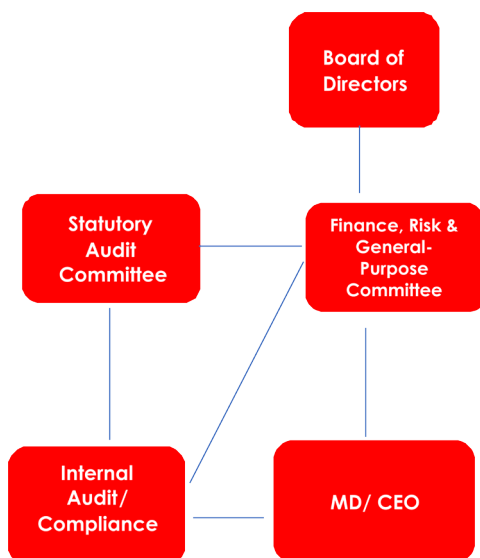 Board of
Directors
Statutory
Audit
Committee
Finance, Risk &
General-
Purpose
Committee
Internal
Audit/
Compliance
MD/ CEO